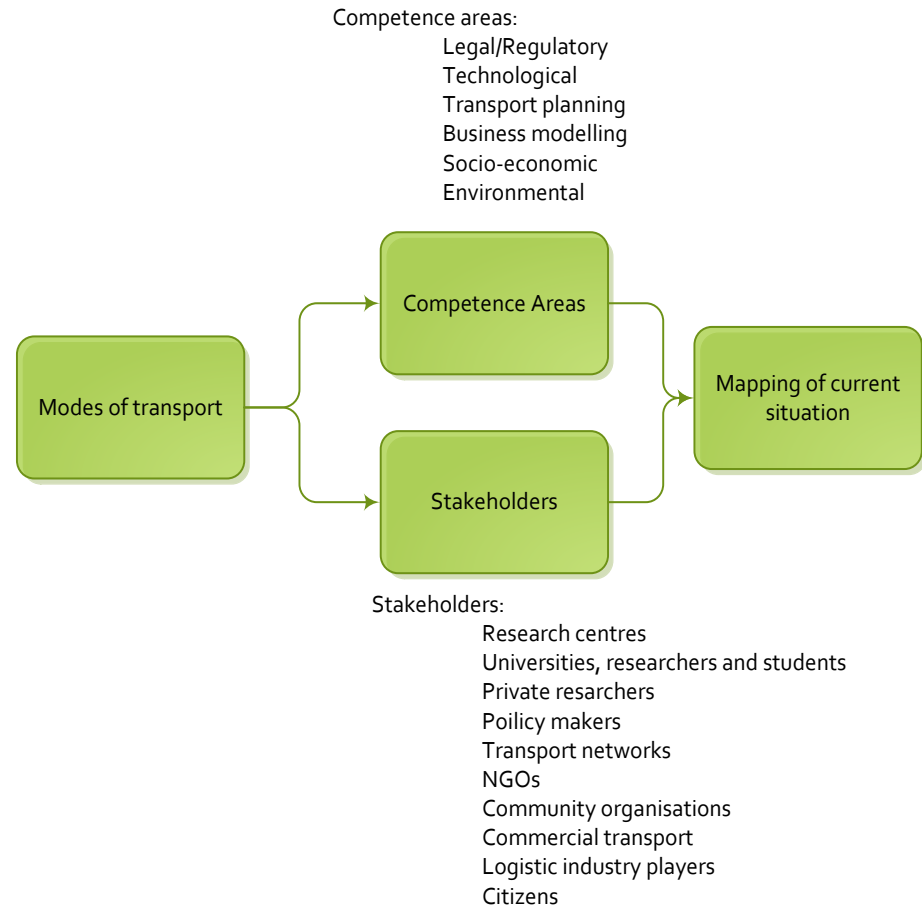 Competence areas:
Legal/Regulatory
Technological
Transport planning
Business modelling
Socio-economic
Environmental
Competence Areas
Modes of transport
Mapping of current
situation
Stakeholders
Stakeholders:
Research centres
Universities, researchers and students
Private resarchers
Poilicy makers
Transport networks
NGOs
Community organisations
Commercial transport
Logistic industry players
Citizens